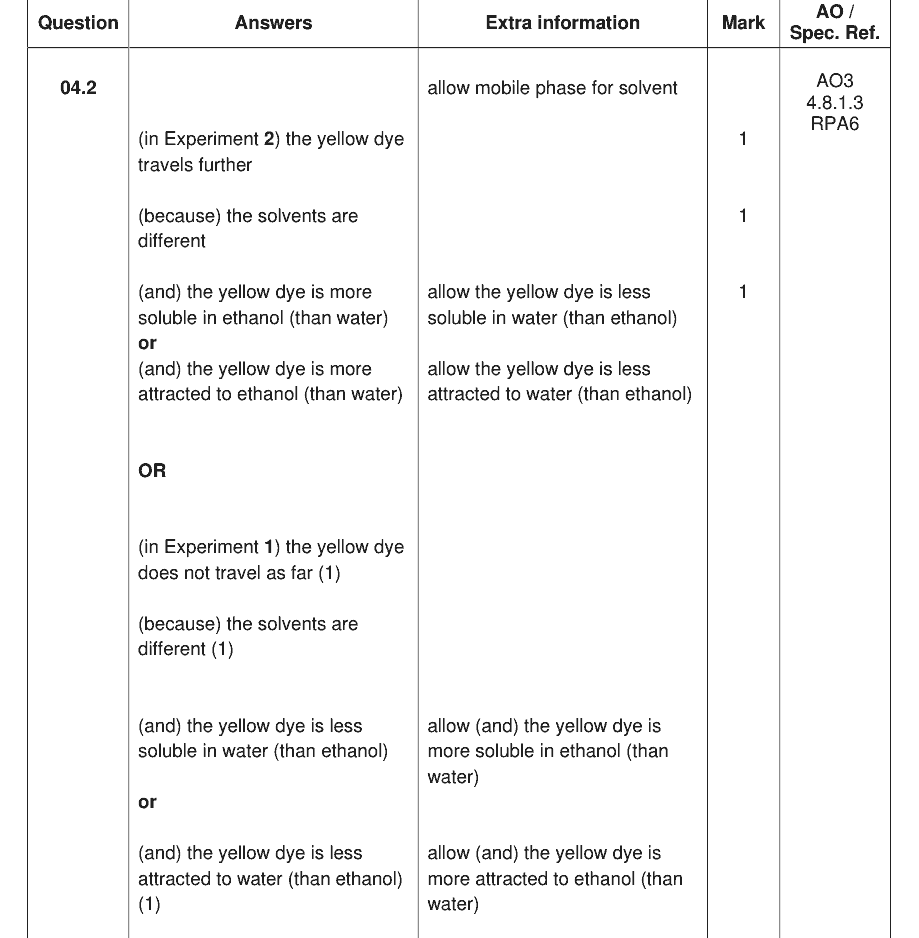 Question Answers Extra information Mark AO /
Spec. Ref.
04.2 allow mobile phase for solvent AO3
4.8.1.3
RPA6
(in Experiment 2) the yellow dye 1
travels further
(because) the solvents are 1
different
(and) the yellow dye is more allow the yellow dye is less 1
soluble in ethanol (than water) soluble in water (than ethanol)
or
(and) the yellow dye is more allow the yellow dye is less
attracted to ethanol (than water) attracted to water (than ethanol)
OR
(in Experiment 1) the yellow dye
does not travel as far (1)
(because) the solvents are
different (1)
(and) the yellow dye is less allow (and) the yellow dye is
soluble in water (than ethanol) more soluble in ethanol (than
water)
or
(and) the yellow dye is less allow (and) the yellow dye is
attracted to water (than ethanol) more attracted to ethanol (than
(1) water)